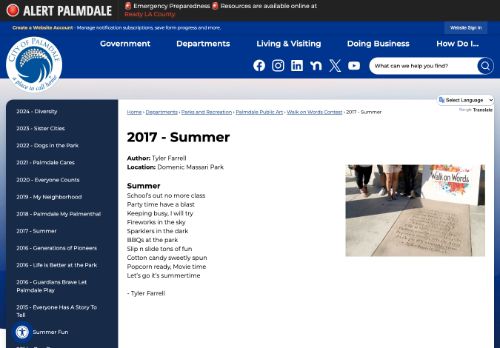 ALERT PALMDALE
Emergency Preparedness Resources are available online at
Ready LA County.
Create a Website Account - Manage notification subscriptions, save form progress and more.
Website Sign In
CITY OF PALMDALE
a place to call home
Government
Departments
Living & Visiting
Doing Business
How Do I...
What can we help you find?
Select Language
Google Translate
2024 - Diversity
2023 - Sister Cities
2022 - Dogs in the Park
2021 - Palmdale Cares
2020 - Everyone Counts
2019 - My Neighborhood
2018 - Palmdale My Palmenthal
2017 - Summer
2016 - Generations of Pioneers
2016 - Life is Better at the Park
2016 - Guardians Brave Let
Palmdale Play
2015 - Everyone Has A Story To
Tell
Summer Fun
Home › Departments › Parks and Recreation › Palmdale Public Art › Walk on Words Contest › 2017 - Summer
2017 - Summer
Author: Tyler Farrell
Location: Domenic Massari Park
Summer
School's out no more class
Party time have a blast
Keeping busy, I will try
Fireworks in the sky
Sparklers in the dark
BBQs at the park
Slip n slide tons of fun
Cotton candy sweetly spun
Popcorn ready, Movie time
Let's go it's summertime
- Tyler Farrell
Walk on Words